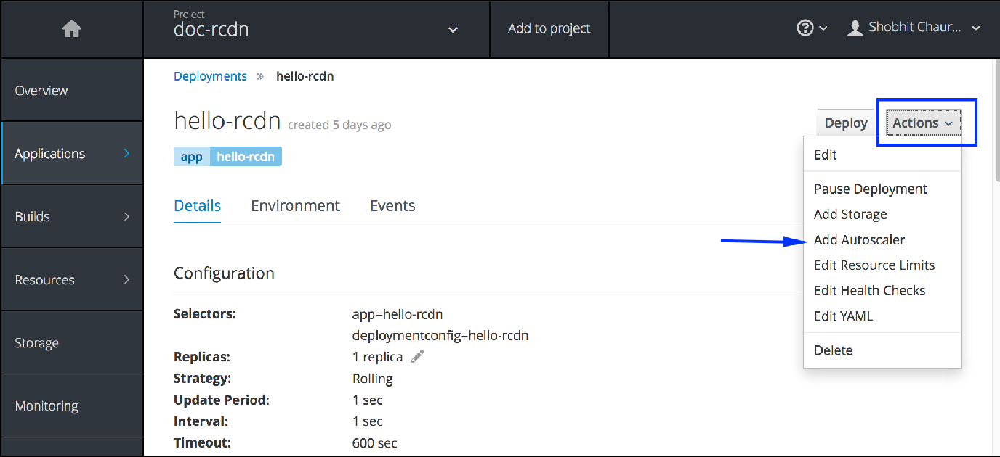 Project
doc-rcdn
Add to project
Shobhit Chaur...
Overview
Applications
Builds
Resources
Storage
Monitoring
Deployments » hello-rcdn
hello-rcdn created 5 days ago
app hello-rcdn
Deploy
Actions
Edit
Pause Deployment
Add Storage
Add Autoscaler
Edit Resource Limits
Edit Health Checks
Edit YAML
Delete
Details Environment Events
Configuration
Selectors: app=hello-rcdn
deploymentconfig=hello-rcdn
Replicas: 1 replica
Strategy: Rolling
Update Period: 1 sec
Interval: 1 sec
Timeout: 600 sec